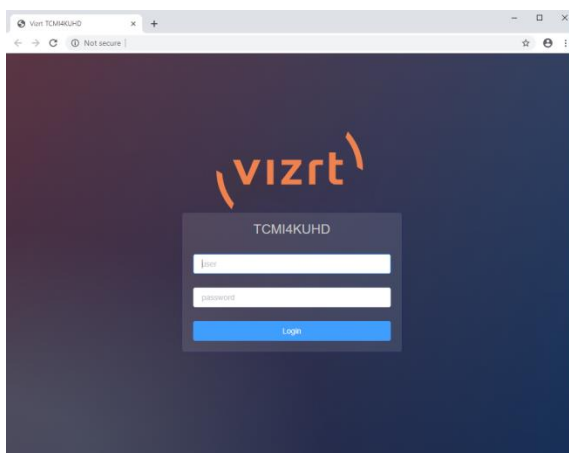 Vizrt TCMI4KUHD
Not secure
vizrt
TCMI4KUHD
user
password
Login